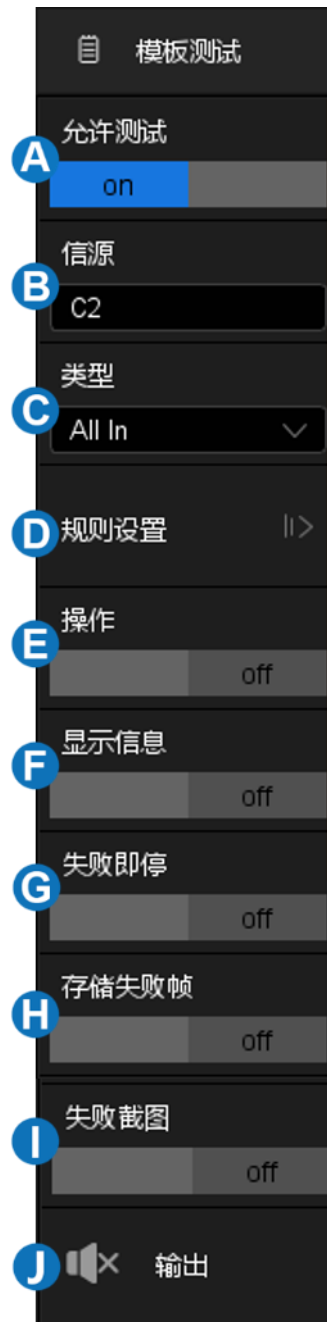 模板测试
允许测试
A
on
信源
B
C2
类型
C
All In
D 规则设置
操作
E
off
显示信息
F
off
失败即停
G
off
存储失败帧
H
off
失败截图
I
off
J 输出